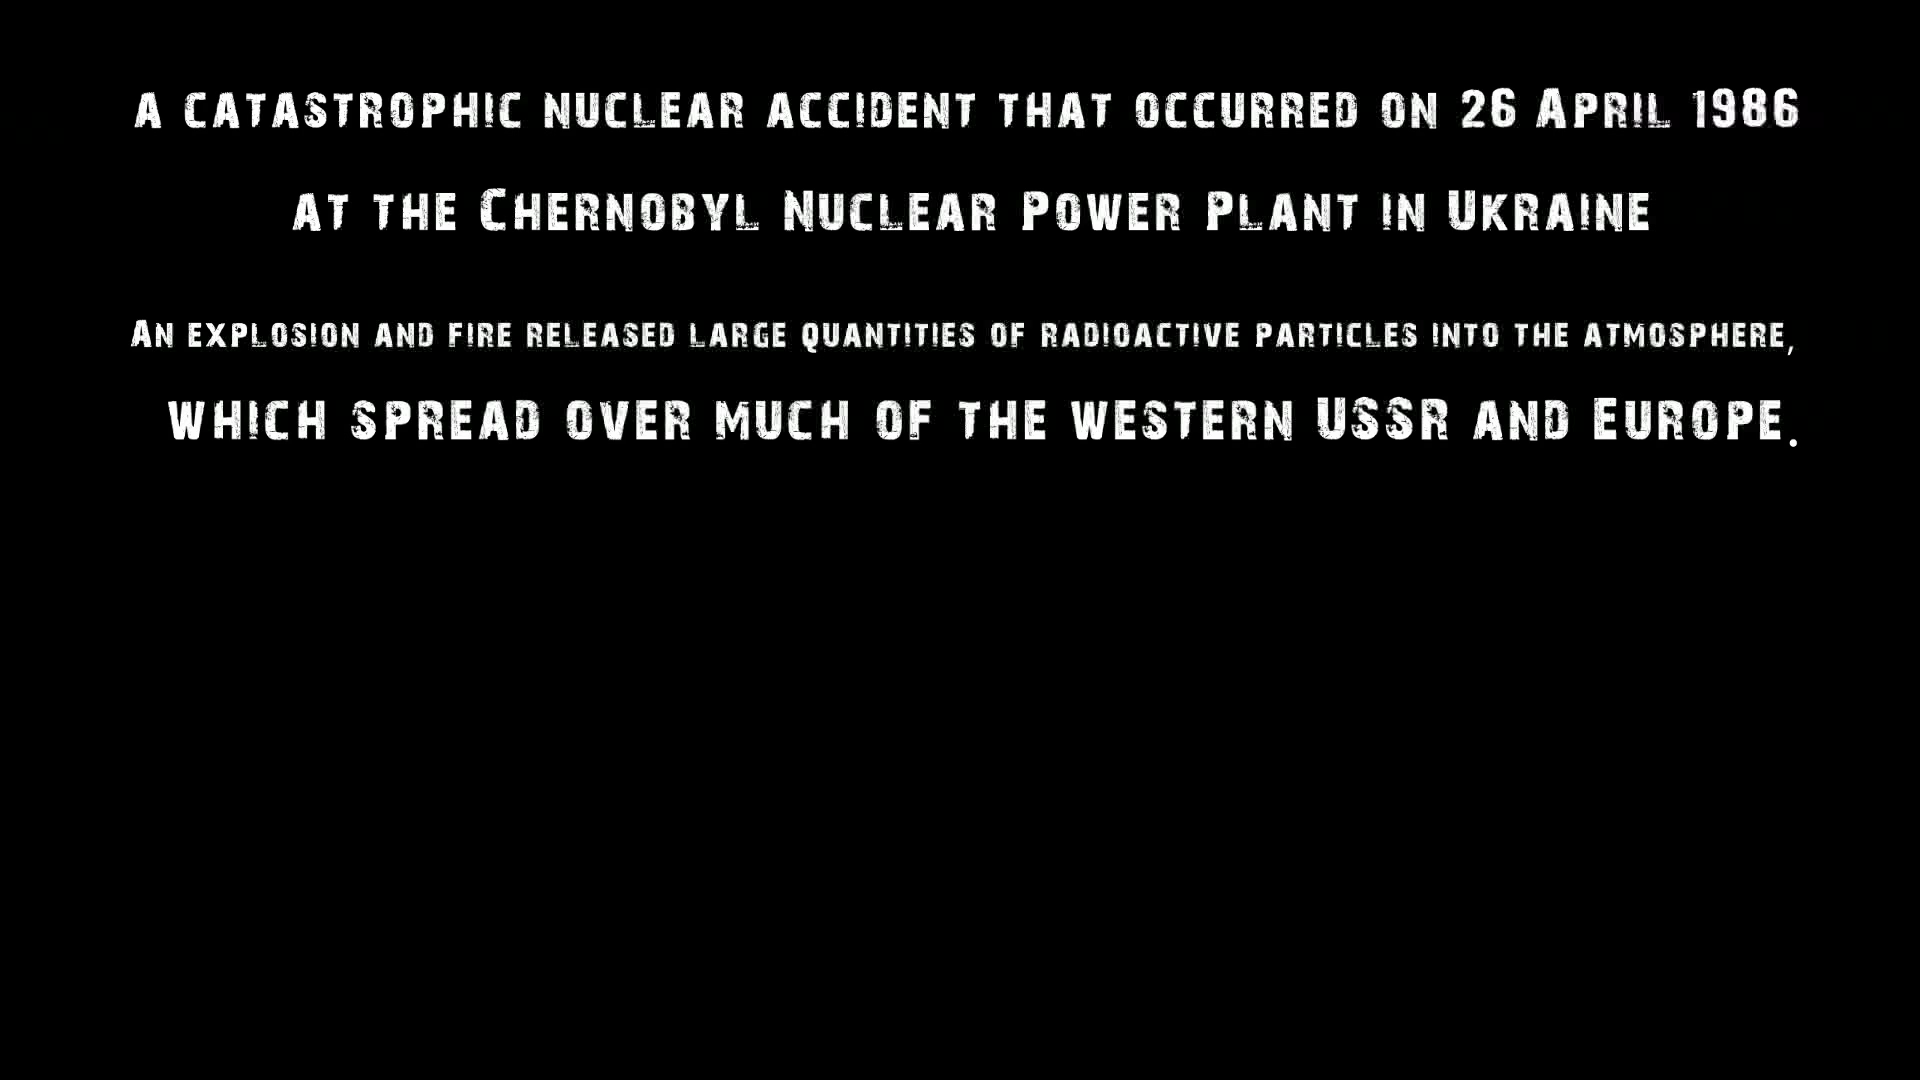 a catastrophic nuclear accident that occurred on 26 April 1986
at the Chernobyl Nuclear Power Plant in Ukraine
An explosion and fire released large quantities of radioactive particles into the atmosphere,
which spread over much of the western USSR and Europe.